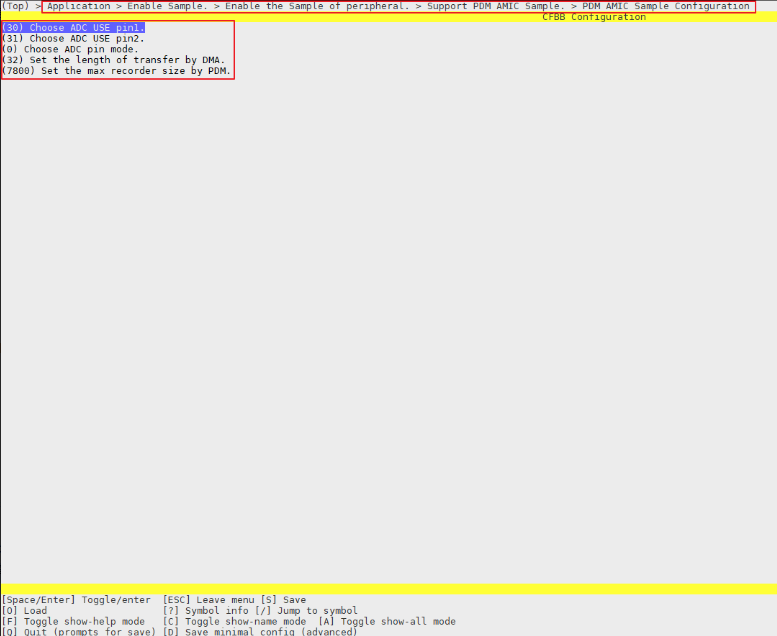 (Top) > Application > Enable Sample. > Enable the Sample of peripheral. > Support PDM AMIC Sample. > PDM AMIC Sample Configuration
CFBB Configuration
(30) Choose ADC USE pin1.
(31) Choose ADC USE pin2.
(0) Choose ADC pin mode.
(32) Set the length of transfer by DMA.
(7800) Set the max recorder size by PDM.
[Space/Enter] Toggle/enter [ESC] Leave menu [S] Save
[O] Load [?] Symbol info [/] Jump to symbol
[F] Toggle show-help mode [C] Toggle show-name mode [A] Toggle show-all mode
[Q] Quit (prompts for save) [D] Save minimal config (advanced)